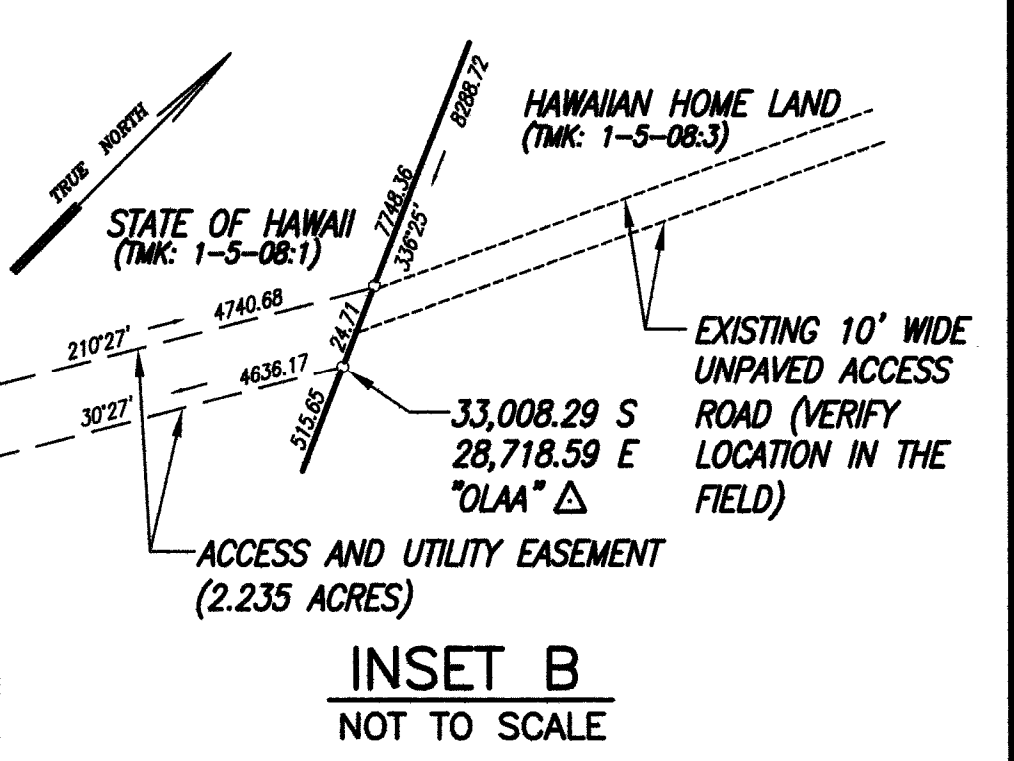 TRUE NORTH
8288.72
HAWAIIAN HOME LAND
(TMK: 1-5-08:3)
7748.36
336°25'
STATE OF HAWAII
(TMK: 1-5-08:1)
4740.68
210°27'
24.71
4636.17
30°27'
515.65
EXISTING 10' WIDE
UNPAVED ACCESS
ROAD (VERIFY
LOCATION IN THE
FIELD)
33,008.29 S
28,718.59 E
"OLAA"
ACCESS AND UTILITY EASEMENT
(2.235 ACRES)
INSET B
NOT TO SCALE